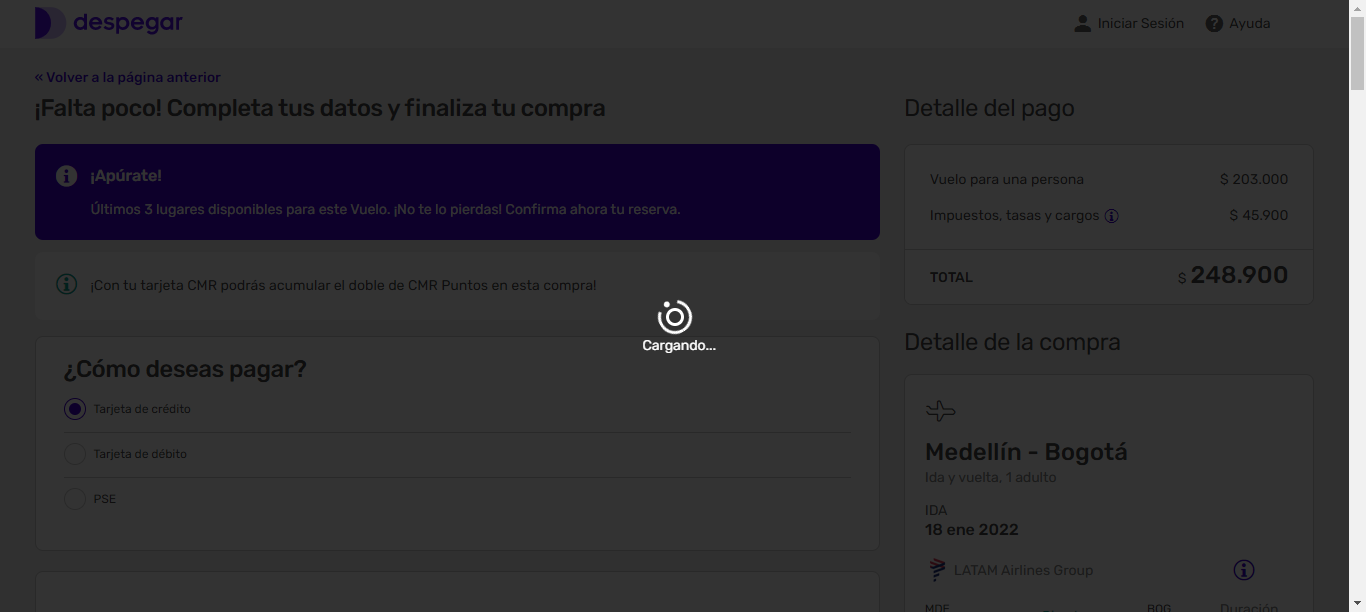 despegar
Iniciar Sesión
Ayuda
« Volver a la página anterior
¡Falta poco! Completa tus datos y finaliza tu compra
¡Apúrate!
Últimos 3 lugares disponibles para este Vuelo. ¡No te lo pierdas! Confirma ahora tu reserva.
¡Con tu tarjeta CMR podrás acumular el doble de CMR Puntos en esta compra!
Cargando...
¿Cómo deseas pagar?
Tarjeta de crédito
Tarjeta de débito
PSE
Detalle del pago
Vuelo para una persona $ 203.000
Impuestos, tasas y cargos $ 45.900
TOTAL $ 248.900
Detalle de la compra
Medellín - Bogotá
Ida y vuelta, 1 adulto
IDA
18 ene 2022
LATAM Airlines Group
MDE BOG Duración